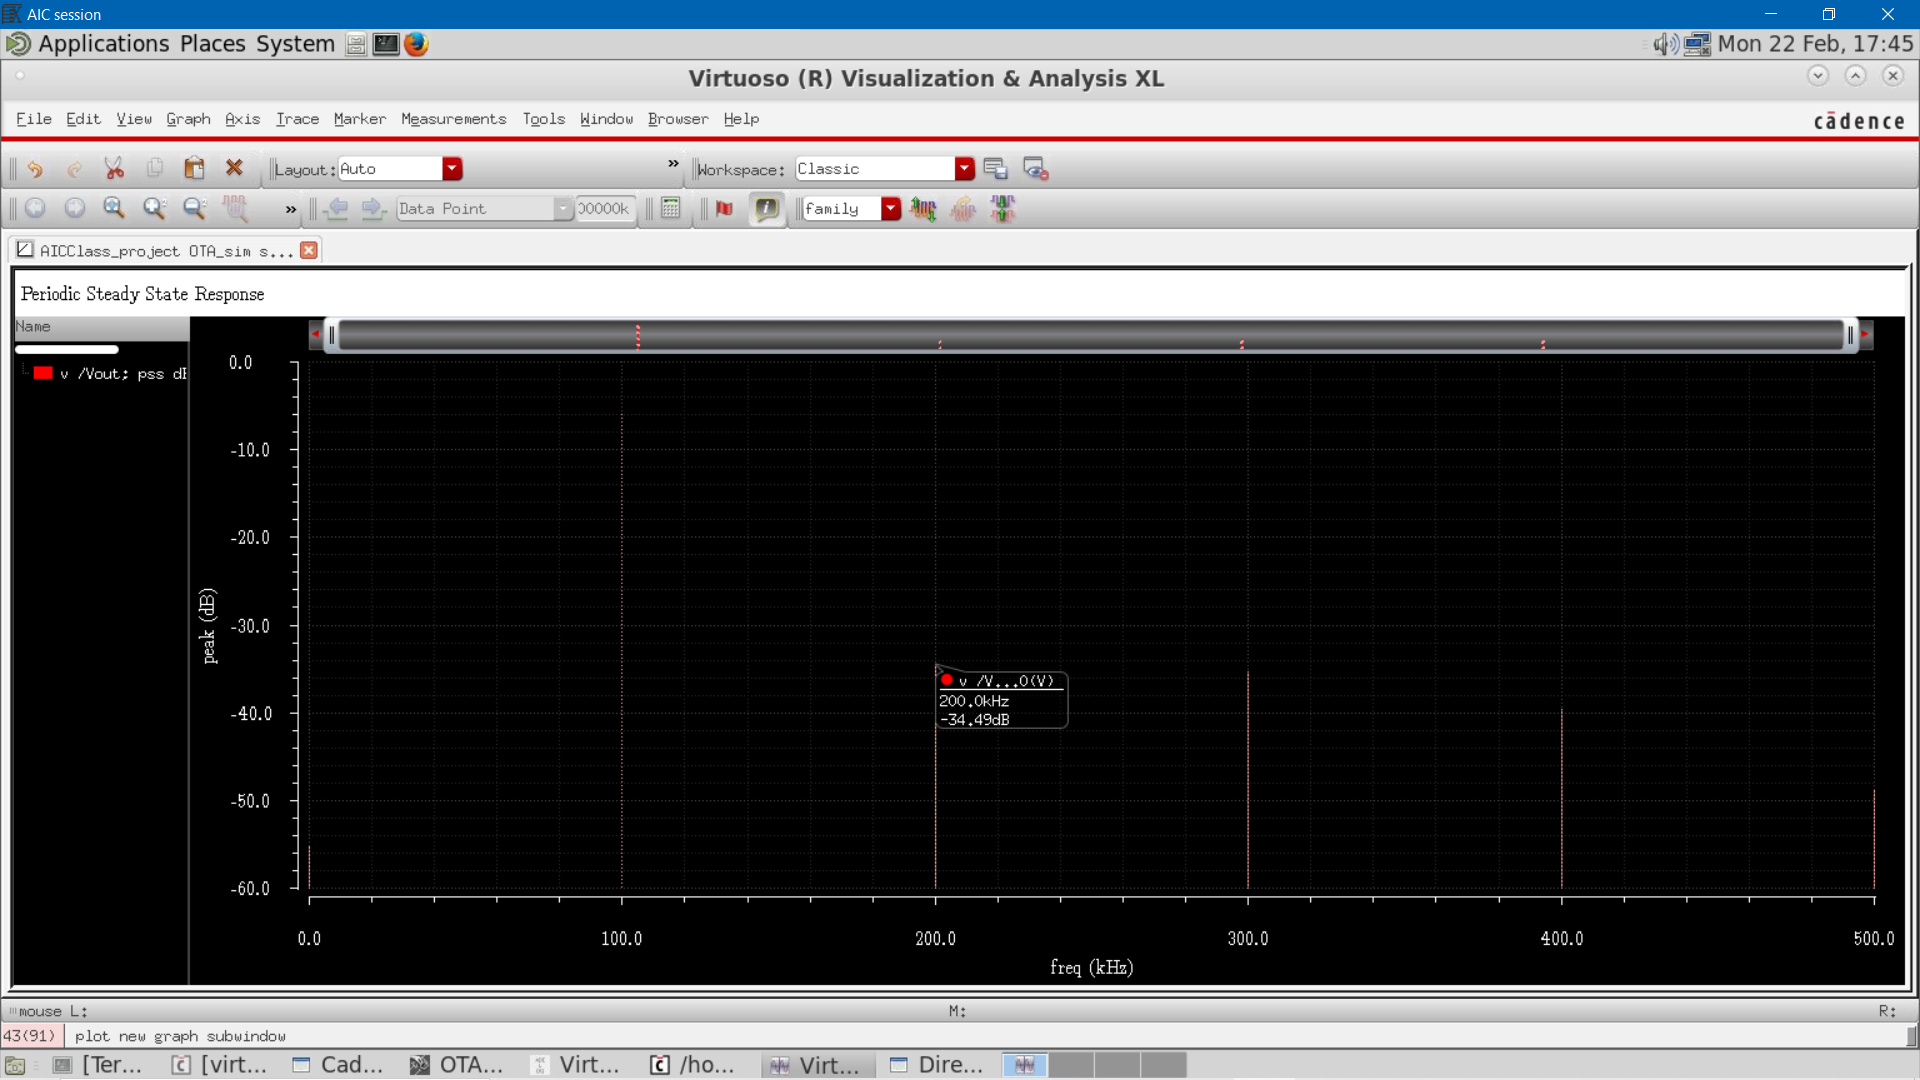 AIC session
Applications Places System
Mon 22 Feb, 17:45
Virtuoso (R) Visualization & Analysis XL
File Edit View Graph Axis Trace Marker Measurements Tools Window Browser Help
cādence
Layout: Auto
»
Workspace: Classic
»
Data Point
00000k
family
AICClass_project OTA_sim s...
Periodic Steady State Response
Name
v /Vout; pss dB
0.0
-10.0
-20.0
-30.0
-40.0
-50.0
-60.0
peak (dB)
v /V...0(V)
200.0kHz
-34.49dB
0.0 100.0 200.0 300.0 400.0 500.0
freq (kHz)
mouse L: M: R:
43(91) plot new graph subwindow
[Ter... [virt... Cad... OTA... Virt... /ho... Virt... Dire...